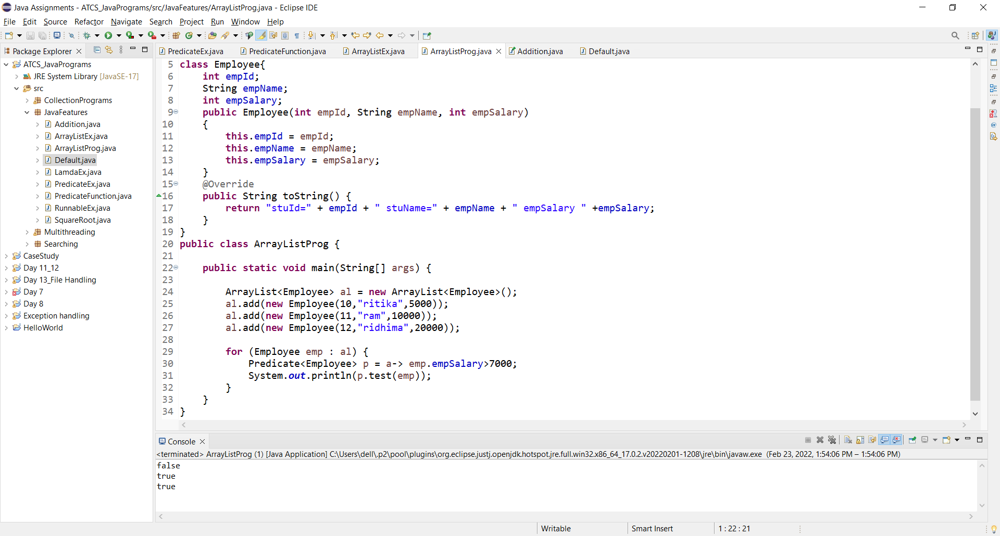 Java Assignments - ATCS_JavaPrograms/src/JavaFeatures/ArrayListProg.java - Eclipse IDE
File Edit Source Refactor Navigate Search Project Run Window Help
Package Explorer
ATCS_JavaPrograms
JRE System Library [JavaSE-17]
src
CollectionPrograms
JavaFeatures
Addition.java
ArrayListEx.java
ArrayListProg.java
Default.java
LamdaEx.java
PredicateEx.java
PredicateFunction.java
RunnableEx.java
SquareRoot.java
Multithreading
Searching
CaseStudy
Day 11_12
Day 13_File Handling
Day 7
Day 8
Exception handling
HelloWorld
PredicateEx.java PredicateFunction.java ArrayListEx.java ArrayListProg.java Addition.java Default.java
5 class Employee{
6     int empId;
7     String empName;
8     int empSalary;
9     public Employee(int empId, String empName, int empSalary)
10     {
11         this.empId = empId;
12         this.empName = empName;
13         this.empSalary = empSalary;
14     }
15     @Override
16     public String toString() {
17         return "stuId=" + empId + " stuName=" + empName + " empSalary " +empSalary;
18     }
19 }
20 public class ArrayListProg {
21
22     public static void main(String[] args) {
23
24         ArrayList<Employee> al = new ArrayList<Employee>();
25         al.add(new Employee(10,"ritika",5000));
26         al.add(new Employee(11,"ram",10000));
27         al.add(new Employee(12,"ridhima",20000));
28
29         for (Employee emp : al) {
30             Predicate<Employee> p = a-> emp.empSalary>7000;
31             System.out.println(p.test(emp));
32         }
33     }
34 }
Console
<terminated> ArrayListProg (1) [Java Application] C:\Users\dell\.p2\pool\plugins\org.eclipse.justj.openjdk.hotspot.jre.full.win32.x86_64_17.0.2.v20220201-1208\jre\bin\javaw.exe (Feb 23, 2022, 1:54:06 PM – 1:54:06 PM)
false
true
true
Writable Smart Insert 1 : 22 : 21